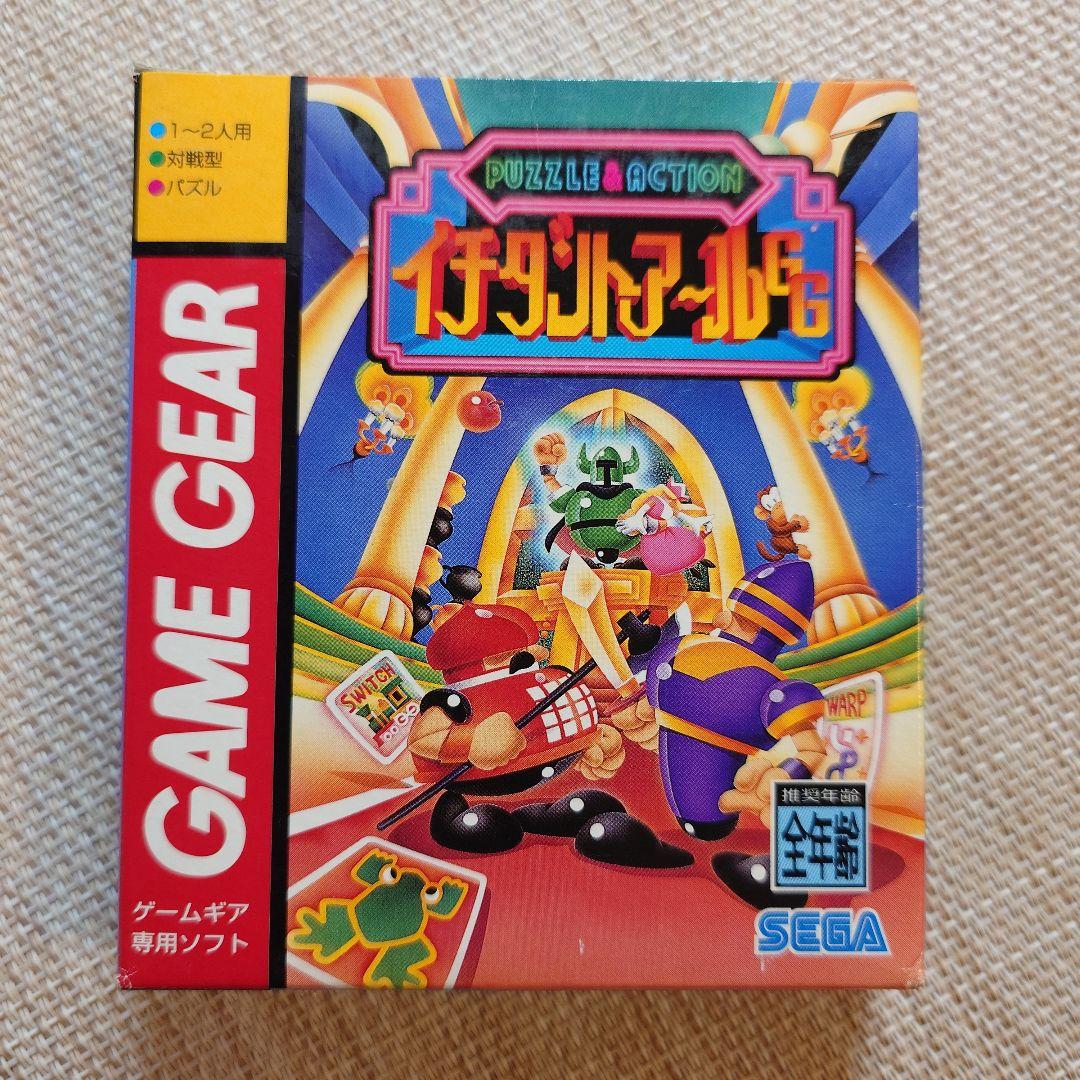 ●1〜2人用
●対戦型
●パズル
GAME GEAR
ゲームギア
専用ソフト
PUZZLE & ACTION
イチダントアールGG
SWITCH
WARP
推奨年齢
全年齢
SEGA